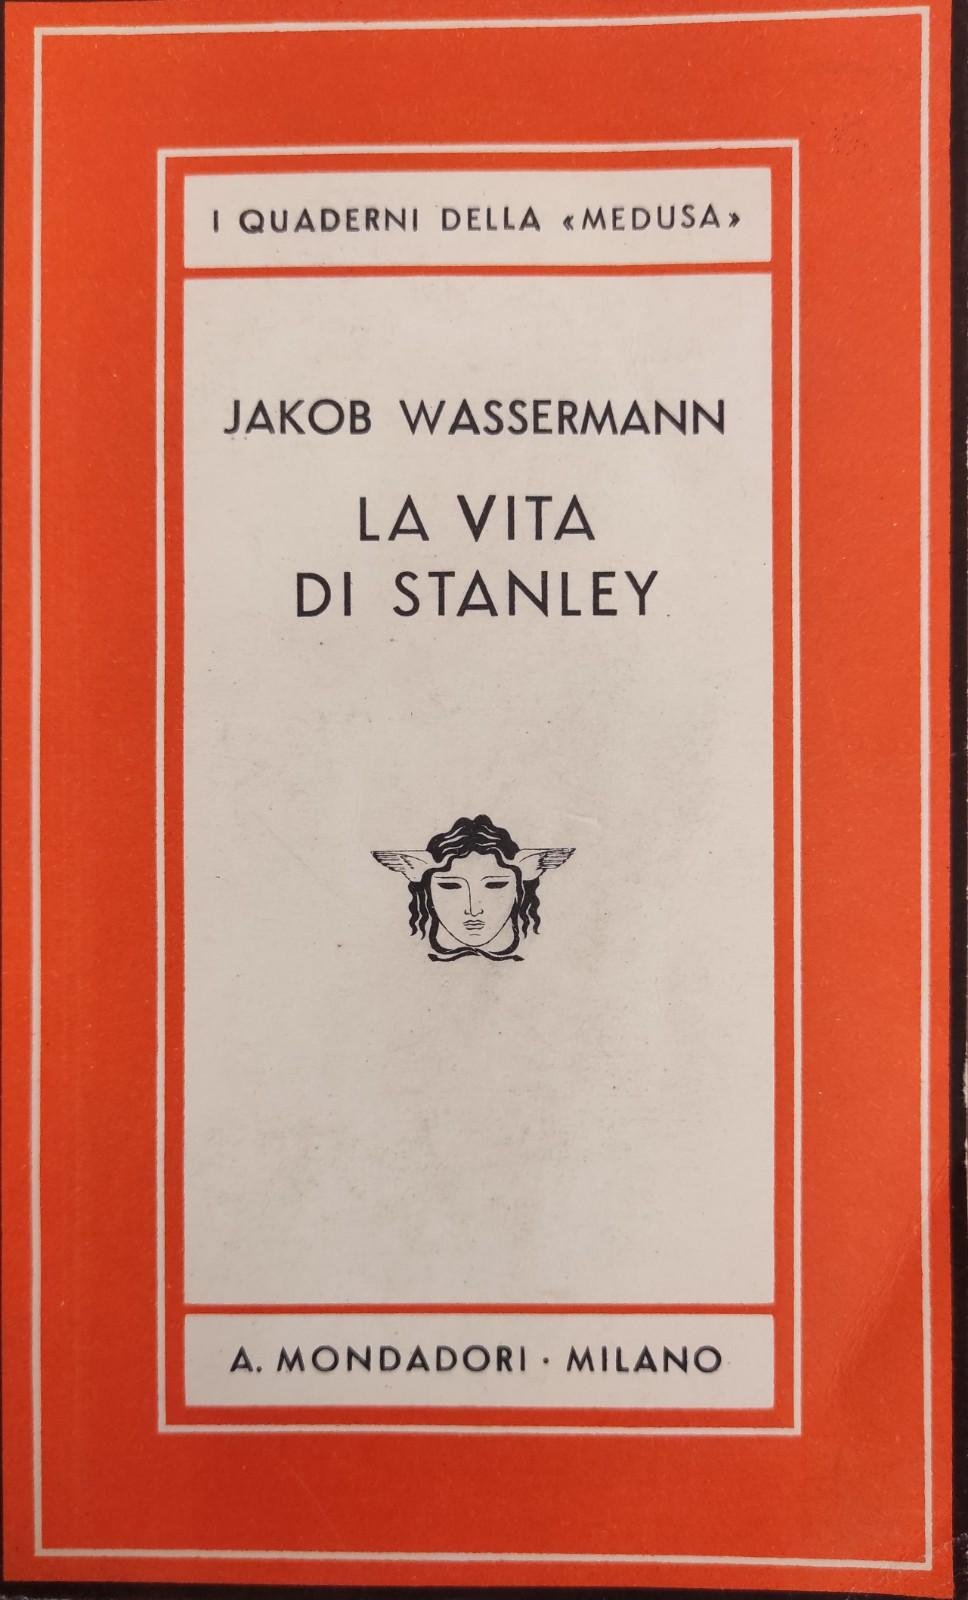 I QUADERNI DELLA «MEDUSA»
JAKOB WASSERMANN
LA VITA
DI STANLEY
A. MONDADORI · MILANO